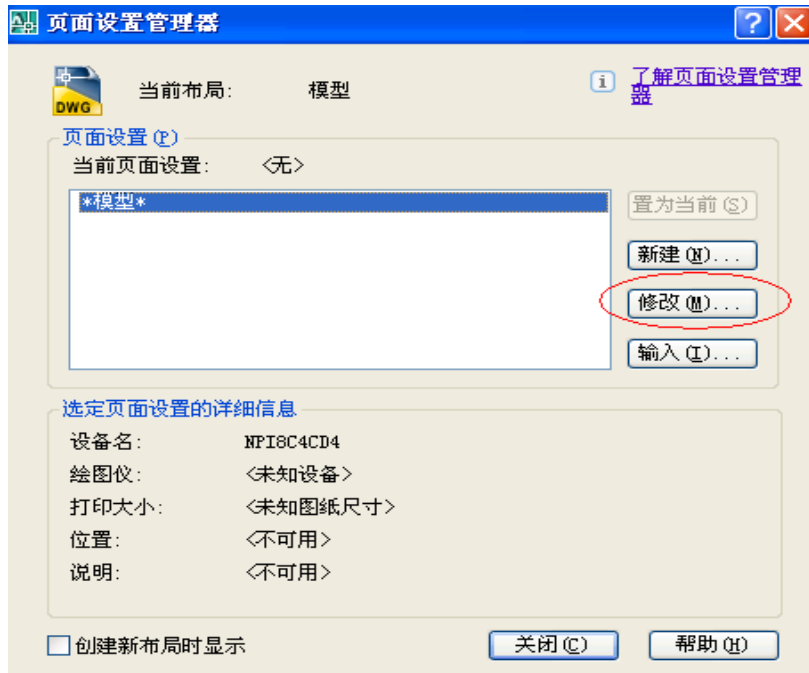 页面设置管理器
DWG
当前布局: 模型
了解页面设置管理
器
页面设置(P)
当前页面设置: <无>
*模型*
置为当前(S)
新建(N)...
修改(M)...
输入(I)...
选定页面设置的详细信息
设备名: NPI8C4CD4
绘图仪: <未知设备>
打印大小: <未知图纸尺寸>
位置: <不可用>
说明: <不可用>
创建新布局时显示
关闭(C)
帮助(H)